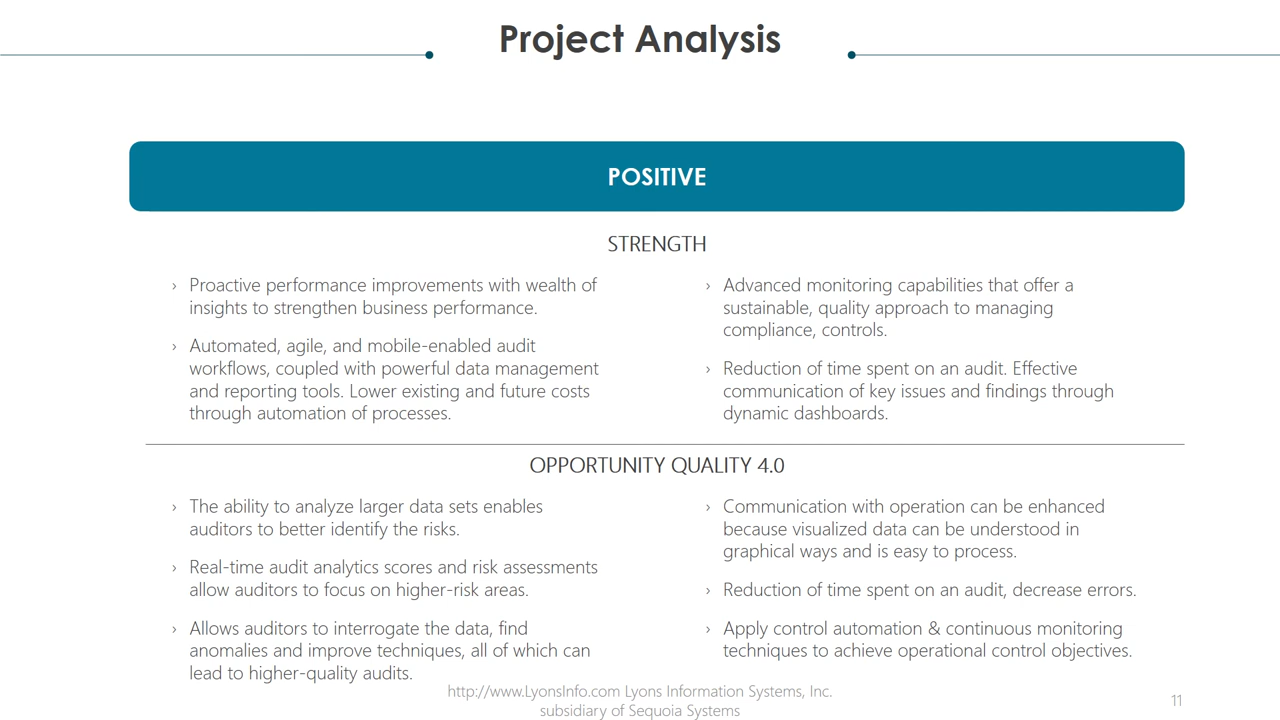 Project Analysis
POSITIVE
STRENGTH
› Proactive performance improvements with wealth of
insights to strengthen business performance.
› Automated, agile, and mobile-enabled audit
workflows, coupled with powerful data management
and reporting tools. Lower existing and future costs
through automation of processes.
› Advanced monitoring capabilities that offer a
sustainable, quality approach to managing
compliance, controls.
› Reduction of time spent on an audit. Effective
communication of key issues and findings through
dynamic dashboards.
OPPORTUNITY QUALITY 4.0
› The ability to analyze larger data sets enables
auditors to better identify the risks.
› Real-time audit analytics scores and risk assessments
allow auditors to focus on higher-risk areas.
› Allows auditors to interrogate the data, find
anomalies and improve techniques, all of which can
lead to higher-quality audits.
› Communication with operation can be enhanced
because visualized data can be understood in
graphical ways and is easy to process.
› Reduction of time spent on an audit, decrease errors.
› Apply control automation & continuous monitoring
techniques to achieve operational control objectives.
http://www.LyonsInfo.com Lyons Information Systems, Inc.
subsidiary of Sequoia Systems
11